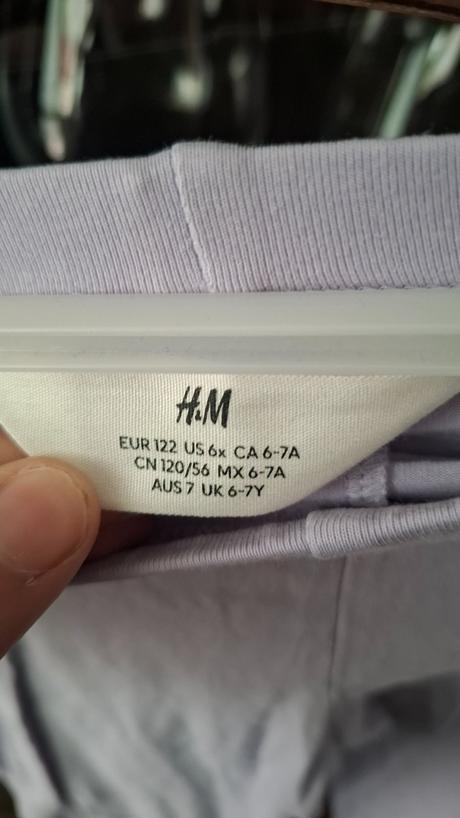 H&M
EUR 122 US 6x CA 6-7A
CN 120/56 MX 6-7A
AUS 7 UK 6-7Y